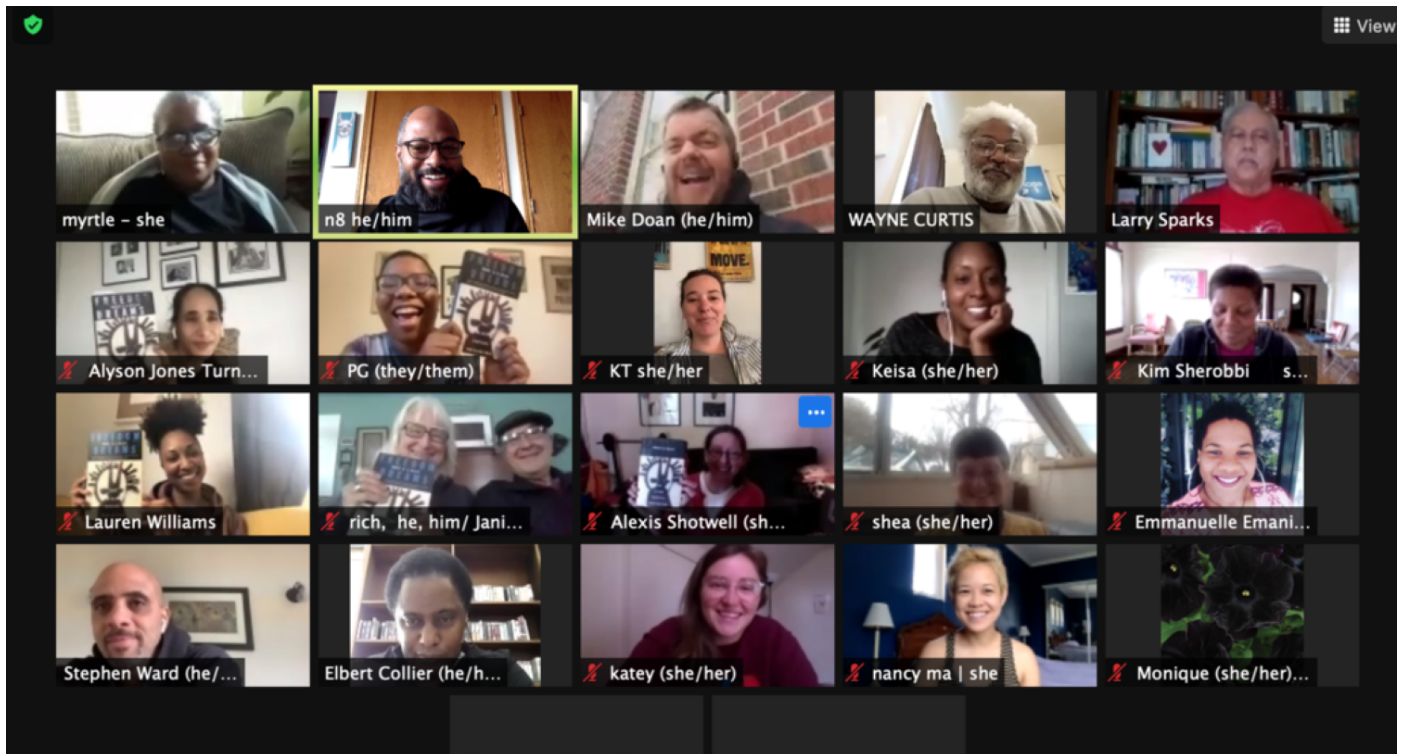 View
myrtle – she
n8 he/him
Mike Doan (he/him)
WAYNE CURTIS
Larry Sparks
MOVE.
Alyson Jones Turn...
PG (they/them)
KT she/her
Keisa (she/her)
Kim Sherobbi s...
FREEDOM
DREAMS
Lauren Williams
rich, he, him/ Jani...
Alexis Shotwell (sh...
shea (she/her)
Emmanuelle Emani...
Stephen Ward (he/...
Elbert Collier (he/h...
katey (she/her)
nancy ma | she
Monique (she/her)...